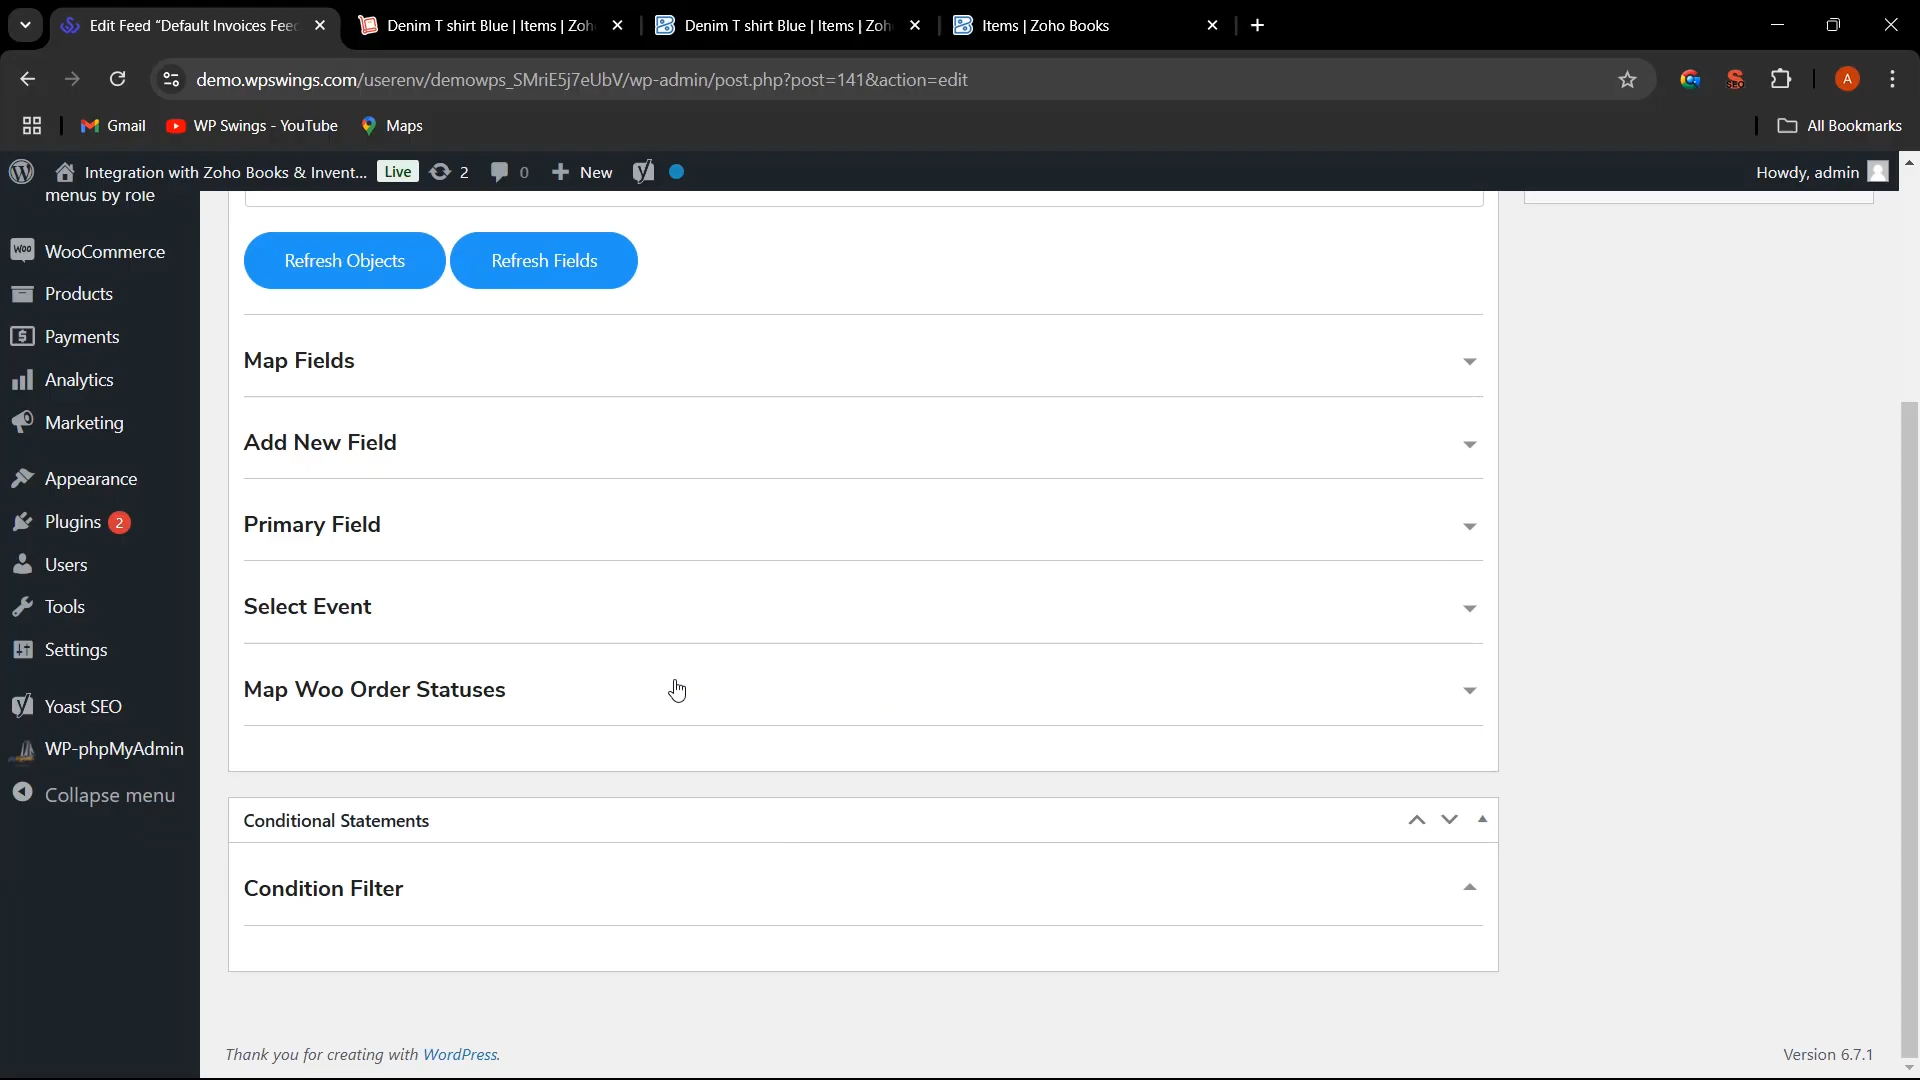 Edit Feed "Default Invoices Feed
Denim T shirt Blue | Items | Zoh
Denim T shirt Blue | Items | Zoh
Items | Zoho Books
demo.wpswings.com/userenv/demowps_SMriE5j7eUbV/wp-admin/post.php?post=141&action=edit
SEO
A
Gmail
WP Swings - YouTube
Maps
All Bookmarks
Integration with Zoho Books & Invent...
Live
2
0
New
Howdy, admin
menus by role
WooCommerce
Products
Payments
Analytics
Marketing
Appearance
Plugins 2
Users
Tools
Settings
Yoast SEO
WP-phpMyAdmin
Collapse menu
Refresh Objects
Refresh Fields
Map Fields
Add New Field
Primary Field
Select Event
Map Woo Order Statuses
Conditional Statements
Condition Filter
Thank you for creating with WordPress.
Version 6.7.1